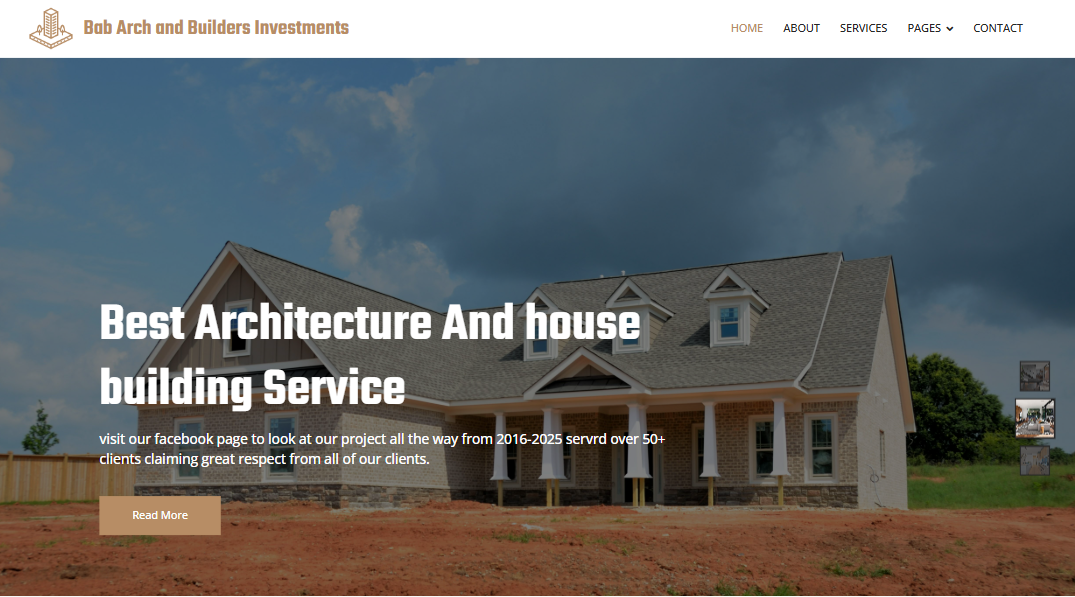 Bab Arch and Builders Investments
HOME ABOUT SERVICES PAGES CONTACT
Best Architecture And house
building Service
visit our facebook page to look at our project all the way from 2016-2025 servrd over 50+
clients claiming great respect from all of our clients.
Read More